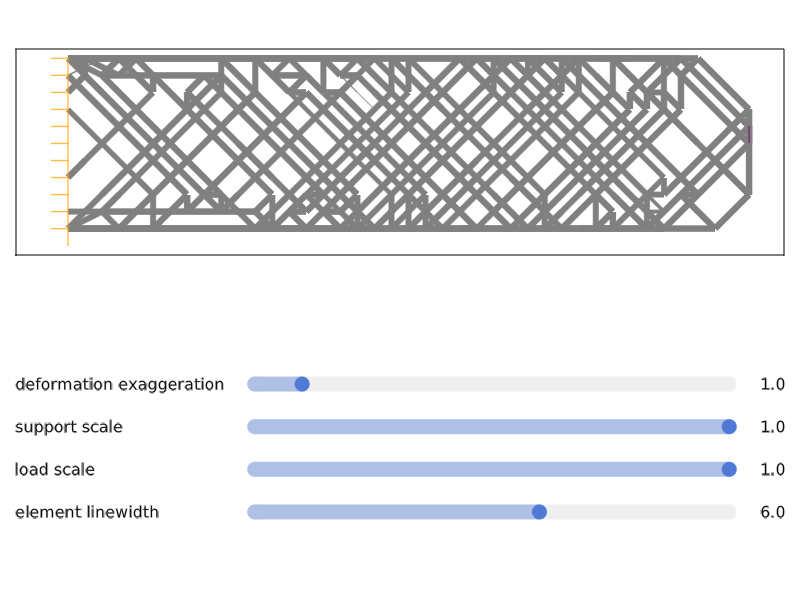 deformation exaggeration 1.0
support scale 1.0
load scale 1.0
element linewidth 6.0